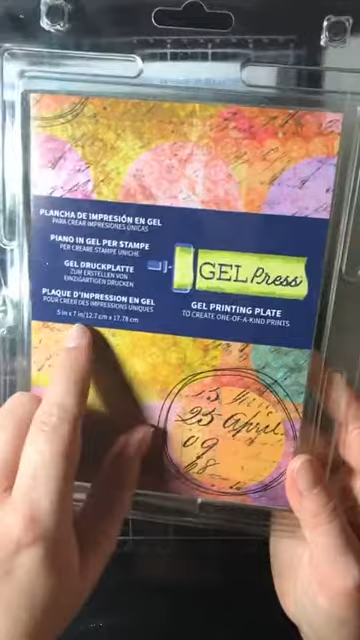 PLANCHA DE IMPRESIÓN EN GEL
PARA CREAR IMPRESIONES ÚNICAS
PIANO IN GEL PER STAMPE
PER CREARE STAMPE UNICHE
GEL DRUCKPLATTE
ZUM ERSTELLEN VON
EINZIGARTIGEN DRUCKEN
PLAQUE D'IMPRESSION EN GEL
POUR CRÉER DES IMPRESSIONS UNIQUES
5 in x 7 in/12.7 cm x 17.78 cm
GEL Press
GEL PRINTING PLATE
TO CREATE ONE-OF-A-KIND PRINTS
25 April
09